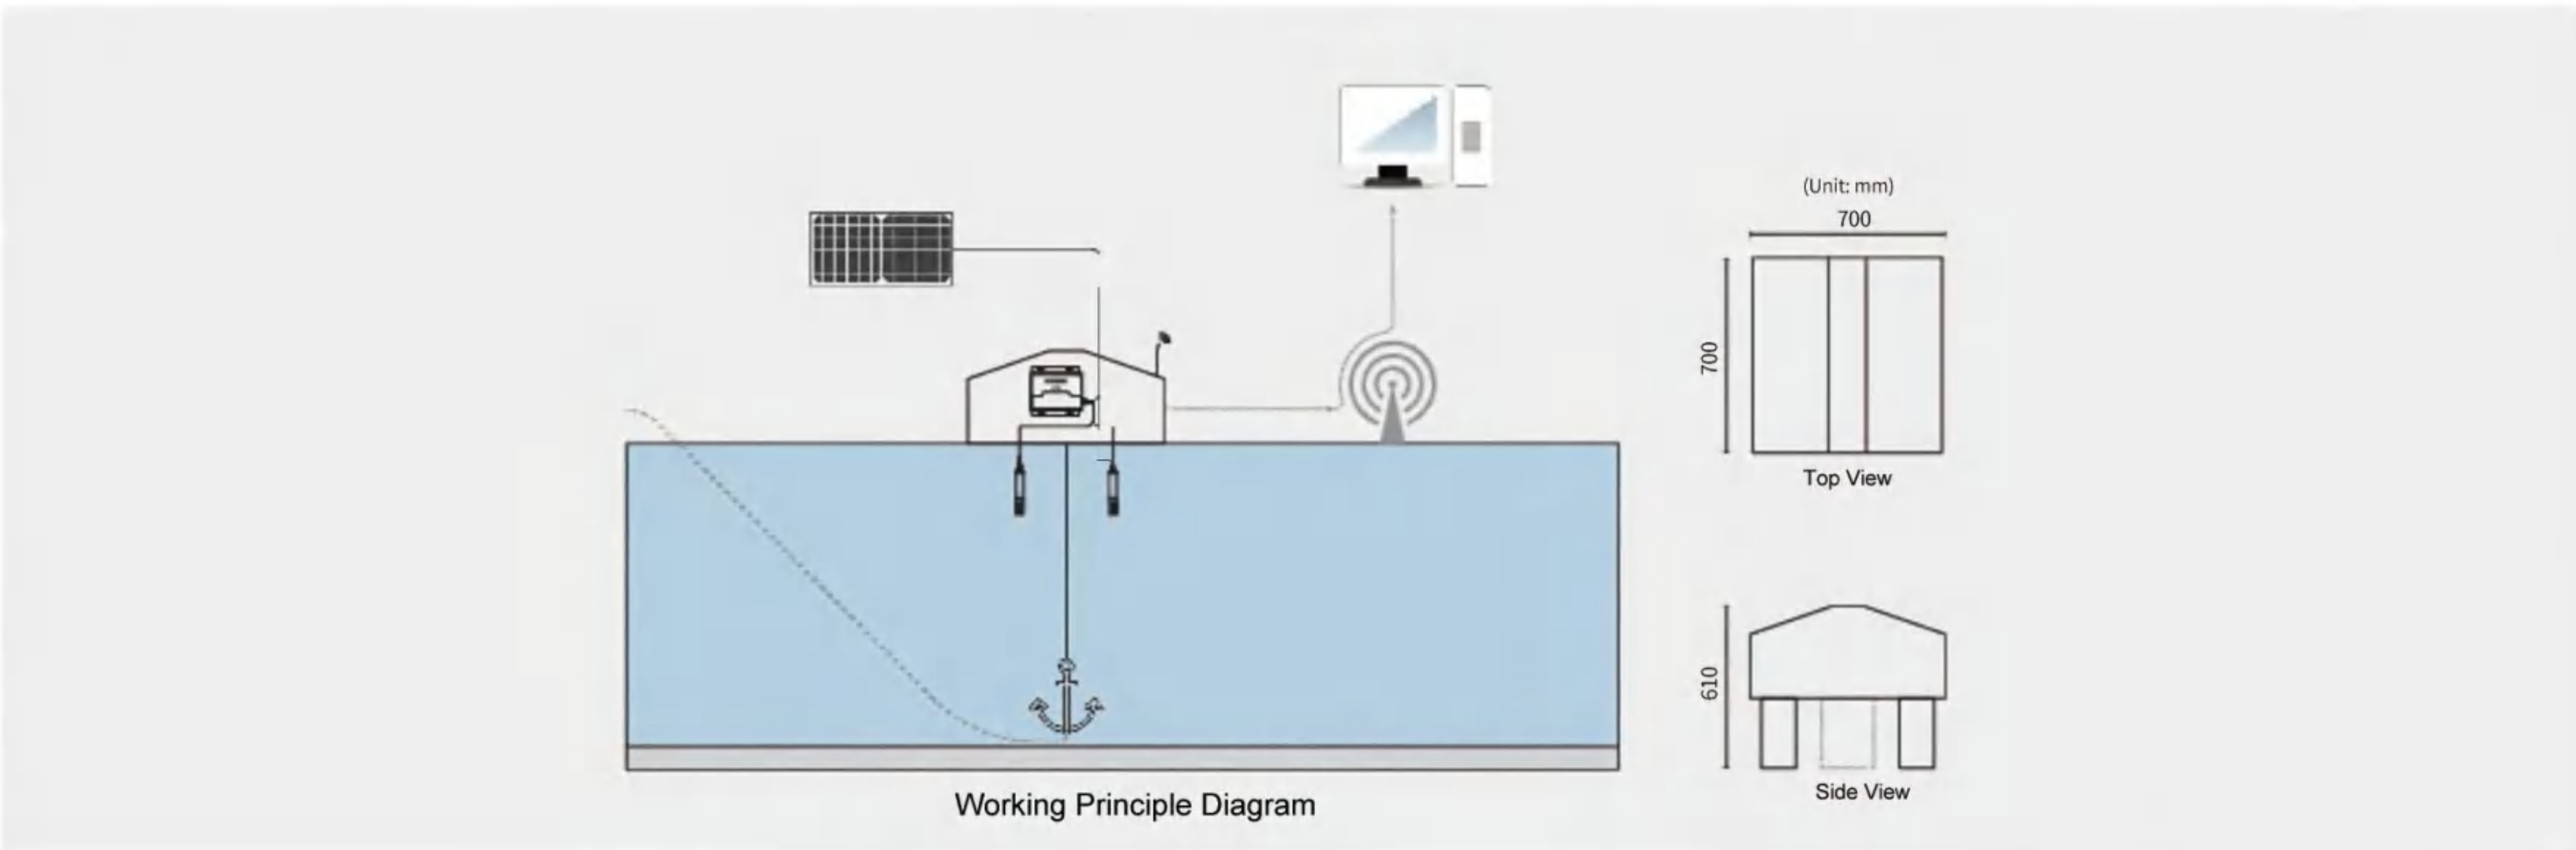 (Unit: mm)
700
700
Top View
610
Side View
Working Principle Diagram